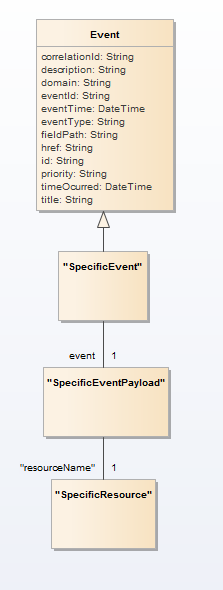 Event
correlationId: String
description: String
domain: String
eventId: String
eventTime: DateTime
eventType: String
fieldPath: String
href: String
id: String
priority: String
timeOcurred: DateTime
title: String
"SpecificEvent"
event 1
"SpecificEventPayload"
"resourceName" 1
"SpecificResource"